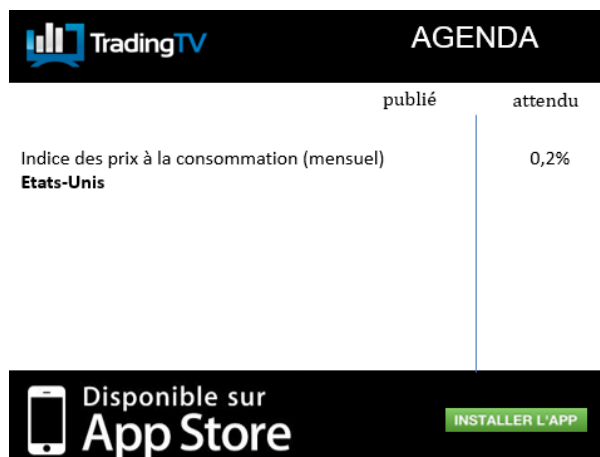 TradingTV
AGENDA
publié attendu
Indice des prix à la consommation (mensuel) 0,2%
Etats-Unis
Disponible sur
App Store
INSTALLER L'APP